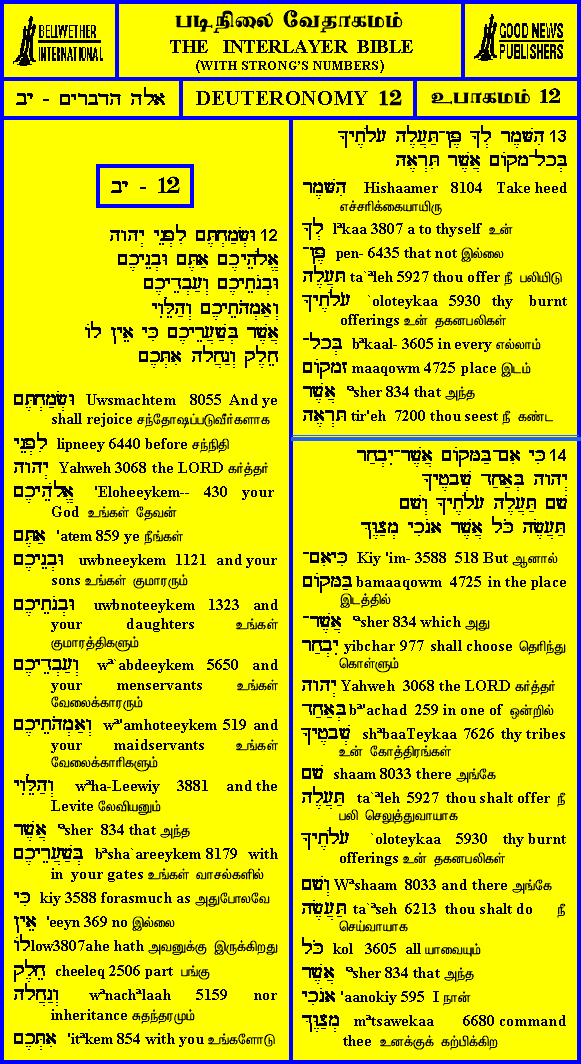 BELLWETHER
INTERNATIONAL
படிநிலை வேதாகமம்
THE INTERLAYER BIBLE
(WITH STRONG'S NUMBERS)
GOOD NEWS
PUBLISHERS
אלה הדברים - יב
DEUTERONOMY 12
உபாகமம் 12
יב - 12
12 וּשְׂמַחְתֶּם לִפְנֵי יְהוָה
אֱלֹהֵיכֶם אַתֶּם וּבְנֵיכֶם
וּבְנֹתֵיכֶם וְעַבְדֵיכֶם
וְאַמְהֹתֵיכֶם וְהַלֵּוִי
אֲשֶׁר בְּשַׁעֲרֵיכֶם כִּי אֵין לוֹ
חֵלֶק וְנַחֲלָה אִתְּכֶם
וּשְׂמַחְתֶּם Uwsmachtem 8055 And ye
shall rejoice சந்தோஷப்படுவீர்களாக
לִפְנֵי lipneey 6440 before சந்நிதி
יְהוָה Yahweh 3068 the LORD கர்த்தர்
אֱלֹהֵיכֶם 'Eloheeykem-- 430 your
God உங்கள் தேவன்
אַתֶּם 'atem 859 ye நீங்கள்
וּבְנֵיכֶם uwbneeykem 1121 and your
sons உங்கள் குமாரரும்
וּבְנֹתֵיכֶם uwbnoteeykem 1323 and
your daughters உங்கள்
குமாரத்திகளும்
וְעַבְדֵיכֶם wª`abdeeykem 5650 and
your menservants உங்கள்
வேலைக்காரரும்
וְאַמְהֹתֵיכֶם wª'amhoteeykem 519 and
your maidservants உங்கள்
வேலைக்காரிகளும்
וְהַלֵּוִי wªha-Leewiy 3881 and the
Levite லேவியனும்
אֲשֶׁר ªsher 834 that அந்த
בְּשַׁעֲרֵיכֶם bªsha`areeykem 8179 with
in your gates உங்கள் வாசல்களில்
כִּי kiy 3588 forasmuch as அதுபோலவே
אֵין 'eeyn 369 no இல்லை
לוֹ low3807ahe hath அவனுக்கு இருக்கிறது
חֵלֶק cheeleq 2506 part பங்கு
וְנַחֲלָה wªnachªlaah 5159 nor
inheritance சுதந்தரமும்
אִתְּכֶם 'itªkem 854 with you உங்களோடு
13 הִשָּׁמֶר לְךָ פֶּן־תַּעֲלֶה עֹלֹתֶיךָ
בְּכָל־מָקוֹם אֲשֶׁר תִּרְאֶה
הִשָּׁמֶר Hishaamer 8104 Take heed
எச்சரிக்கையாயிரு
לְךָ lªkaa 3807 a to thyself உன்
פֶּן־ pen- 6435 that not இல்லை
תַּעֲלֶה ta`ªleh 5927 thou offer நீ பலியிடு
עֹלֹתֶיךָ `oloteykaa 5930 thy burnt
offerings உன் தகனபலிகள்
בְּכָל־ bªkaal- 3605 in every எல்லாம்
מָקוֹם maaqowm 4725 place இடம்
אֲשֶׁר ªsher 834 that அந்த
תִּרְאֶה tir'eh 7200 thou seest நீ கண்ட
14 כִּי אִם־בַּמָּקוֹם אֲשֶׁר־יִבְחַר
יְהוָה בְּאַחַד שְׁבָטֶיךָ
שָׁם תַּעֲלֶה עֹלֹתֶיךָ וְשָׁם
תַּעֲשֶׂה כֹּל אֲשֶׁר אָנֹכִי מְצַוֶּךָּ
כִּיאִם־ Kiy 'im- 3588 518 But ஆனால்
בַּמָּקוֹם bamaaqowm 4725 in the place
இடத்தில்
אֲשֶׁר־ ªsher 834 which அது
יִבְחַר yibchar 977 shall choose தெரிந்து
கொள்ளும்
יְהוָה Yahweh 3068 the LORD கர்த்தர்
בְּאַחַד bª'achad 259 in one of ஒன்றில்
שְׁבָטֶיךָ shªbaaTeykaa 7626 thy tribes
உன் கோத்திரங்கள்
שָׁם shaam 8033 there அங்கே
תַּעֲלֶה ta`ªleh 5927 thou shalt offer நீ
பலி செலுத்துவாயாக
עֹלֹתֶיךָ `oloteykaa 5930 thy burnt
offerings உன் தகனபலிகள்
וְשָׁם Wªshaam 8033 and there அங்கே
תַּעֲשֶׂה ta`ªseh 6213 thou shalt do நீ
செய்வாயாக
כֹּל kol 3605 all யாவையும்
אֲשֶׁר ªsher 834 that அந்த
אָנֹכִי 'aanokiy 595 I நான்
מְצַוֶּךָּ mªtsawekaa 6680 command
thee உனக்குக் கற்பிக்கிற